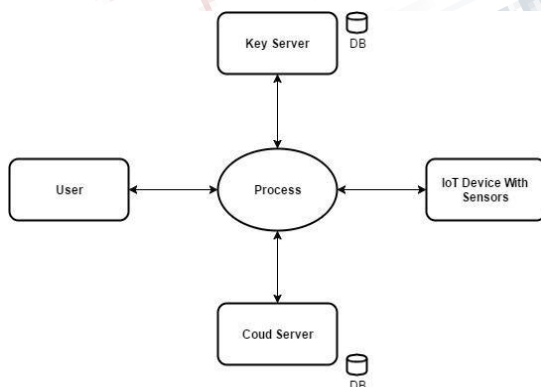 Key Server
DB
User
Process
IoT Device With
Sensors
Coud Server
DB